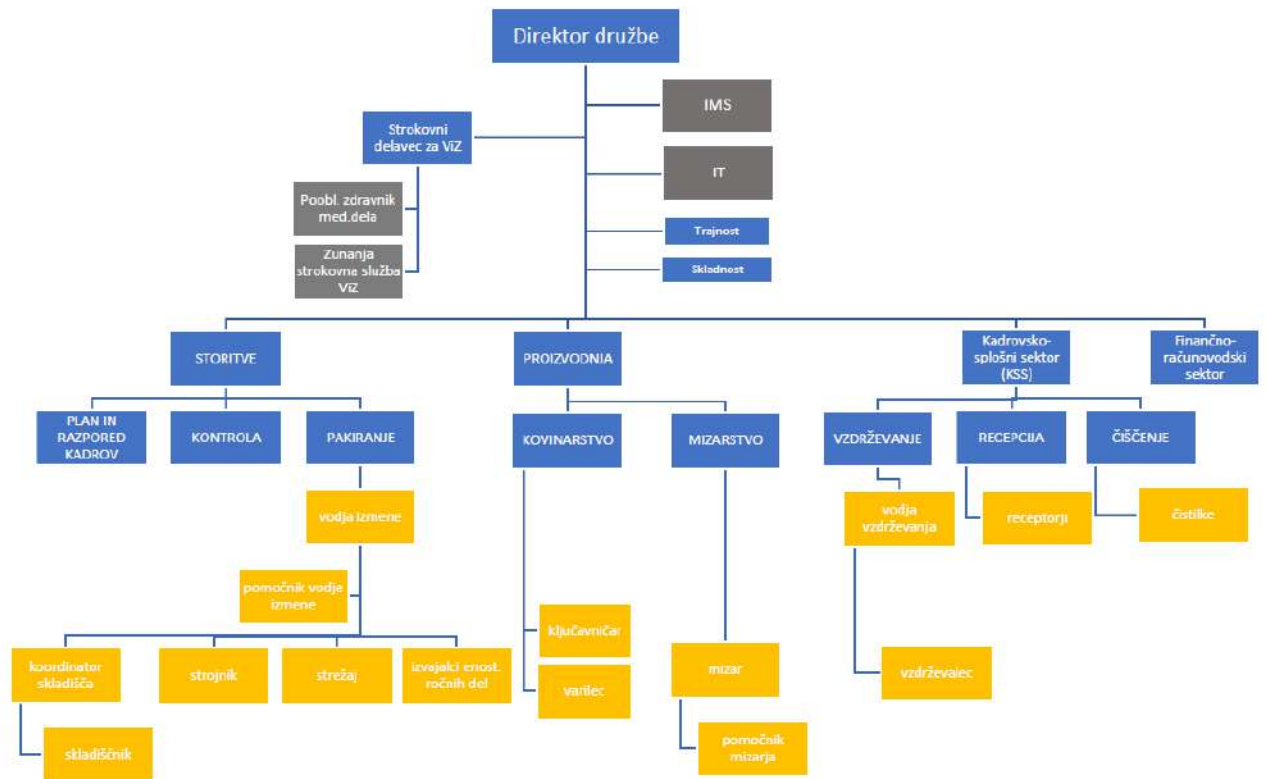 Direktor družbe
IMS
Strokovni
delavec za ViZ
IT
Poobl. zdravnik
med.dela
Trajnost
Zunanja
strokovna služba
ViZ
Skladnost
STORITVE
PROIZVODNJA
Kadrovsko-
splošni sektor
(KSS)
Finančno-
računovodski
sektor
PLAN IN
RAZPORED
KADROV
KONTROLA
PAKIRANJE
KOVINARSTVO
MIZARSTVO
VZDRŽEVANJE
RECEPCIJA
ČIŠČENJE
vodja izmene
vodja
vzdrževanja
receptorji
čistilke
pomočnik vodje
izmene
ključavničar
koordinator
skladišča
strojnik
strežaj
izvajalci enost.
ročnih del
varilec
mizar
vzdrževalec
skladiščnik
pomočnik
mizarja